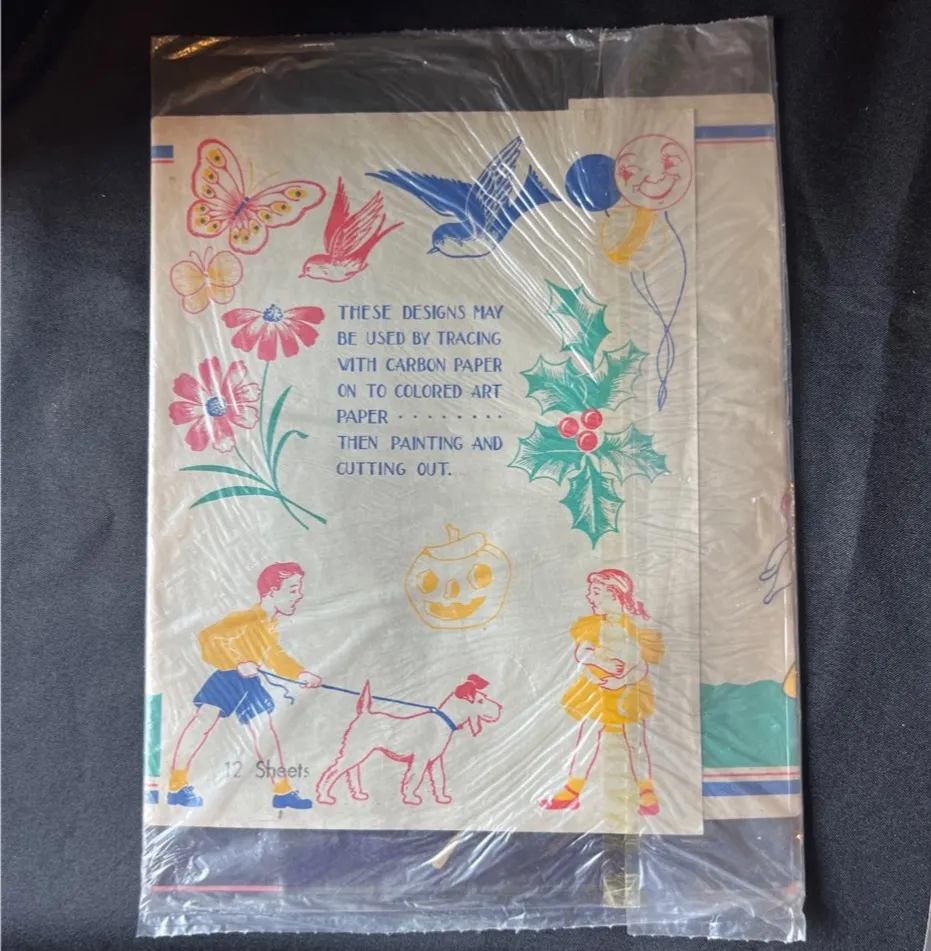 THESE DESIGNS MAY
BE USED BY TRACING
WITH CARBON PAPER
ON TO COLORED ART
PAPER ········
THEN PAINTING AND
CUTTING OUT.
12 Sheets